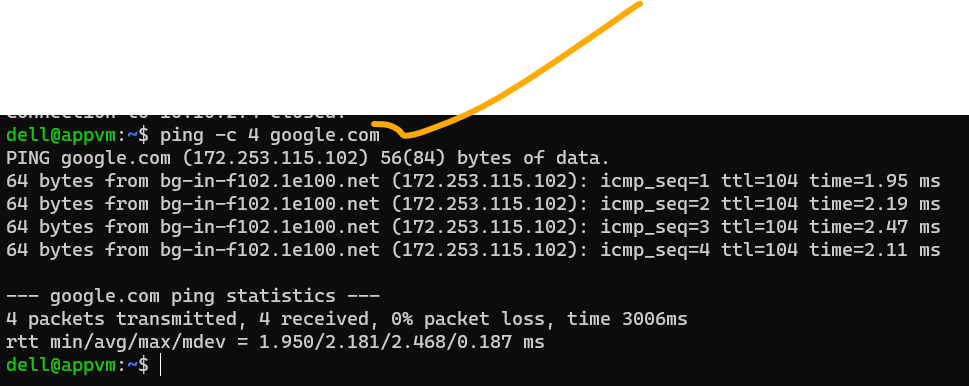 dell@appvm:~$ ping -c 4 google.com
PING google.com (172.253.115.102) 56(84) bytes of data.
64 bytes from bg-in-f102.1e100.net (172.253.115.102): icmp_seq=1 ttl=104 time=1.95 ms
64 bytes from bg-in-f102.1e100.net (172.253.115.102): icmp_seq=2 ttl=104 time=2.19 ms
64 bytes from bg-in-f102.1e100.net (172.253.115.102): icmp_seq=3 ttl=104 time=2.47 ms
64 bytes from bg-in-f102.1e100.net (172.253.115.102): icmp_seq=4 ttl=104 time=2.11 ms
--- google.com ping statistics ---
4 packets transmitted, 4 received, 0% packet loss, time 3006ms
rtt min/avg/max/mdev = 1.950/2.181/2.468/0.187 ms
dell@appvm:~$